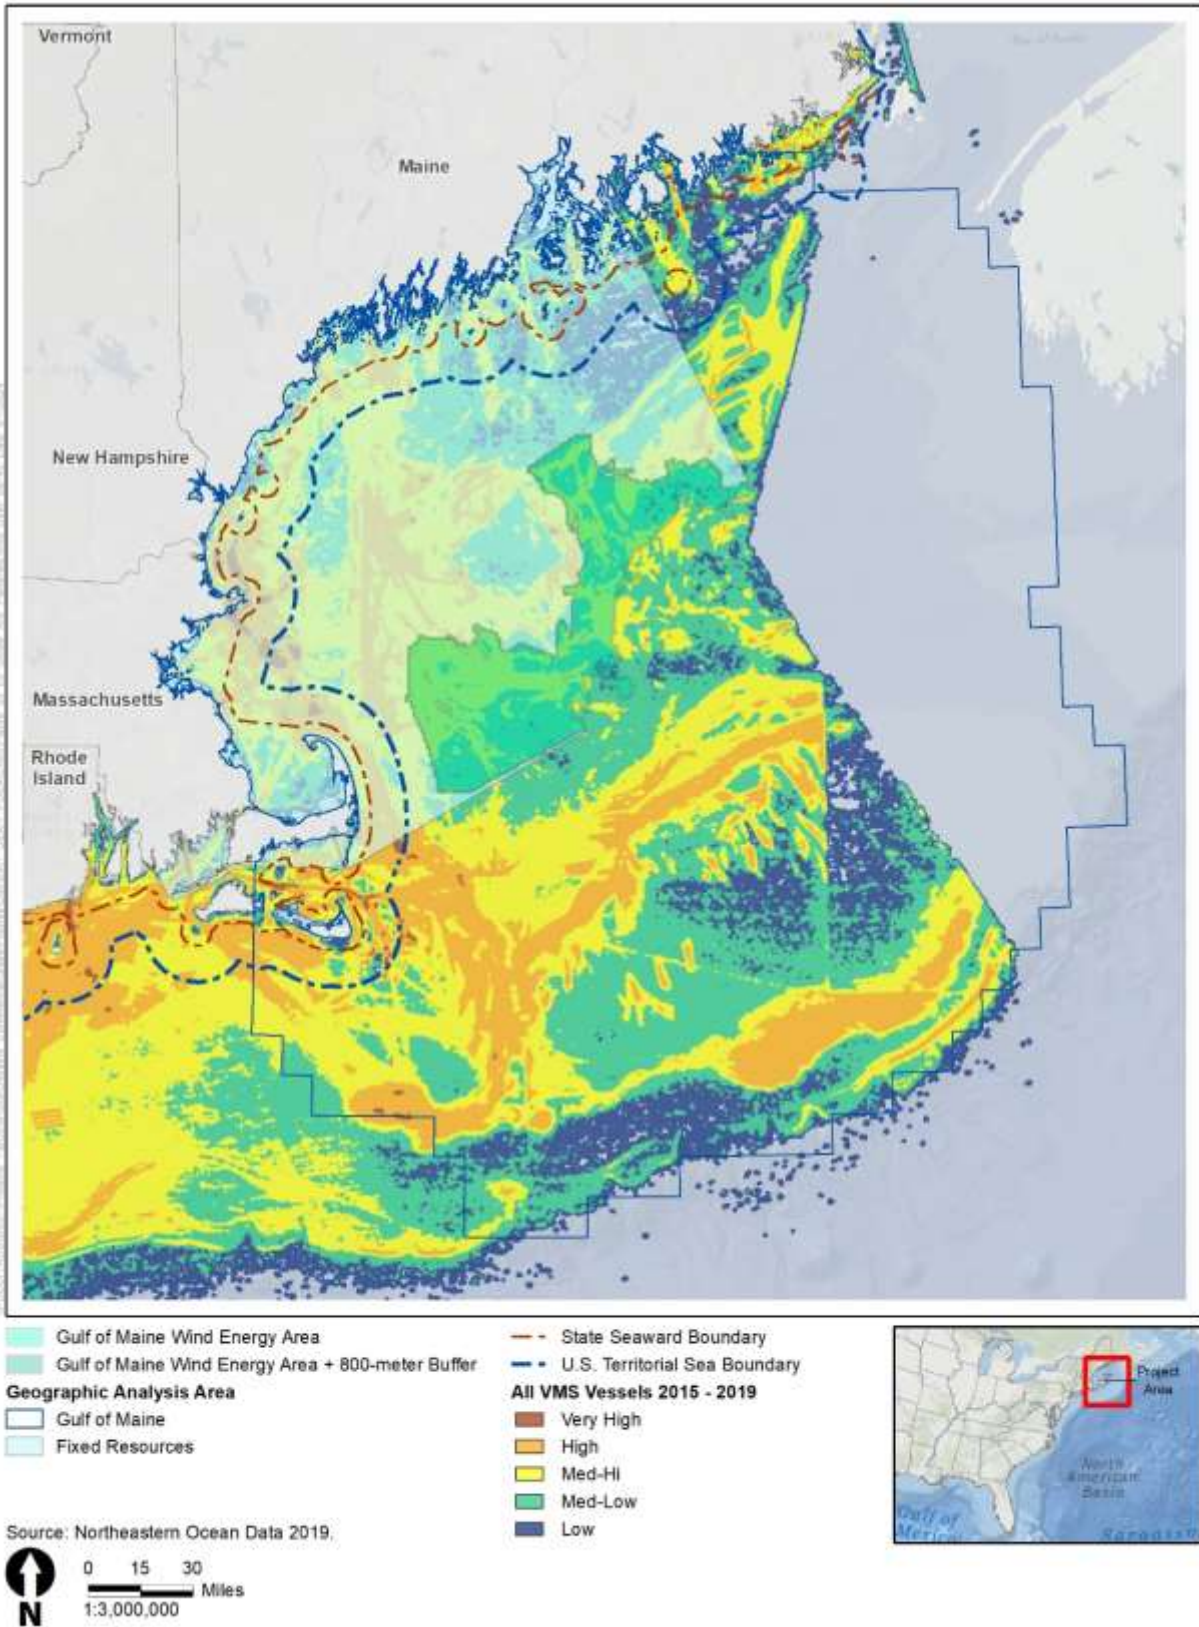 Vermont
Maine
New Hampshire
Massachusetts
Rhode
Island
Gulf of Maine Wind Energy Area
Gulf of Maine Wind Energy Area + 800-meter Buffer
Geographic Analysis Area
Gulf of Maine
Fixed Resources
State Seaward Boundary
U.S. Territorial Sea Boundary
All VMS Vessels 2015 - 2019
Very High
High
Med-Hi
Med-Low
Low
Project
Area
North
American
Basin
Gulf of
Mexico
Source: Northeastern Ocean Data 2019.
0 15 30
Miles
1:3,000,000
N